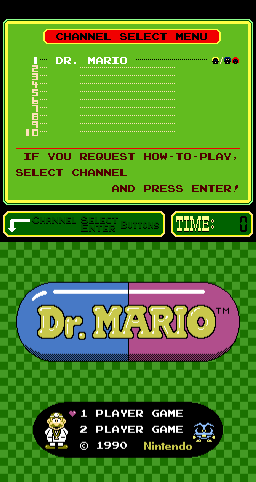 CHANNEL SELECT MENU
1 DR. MARIO
2
3
4
5
6
7
8
9
10
IF YOU REQUEST HOW-TO-PLAY,
SELECT CHANNEL
AND PRESS ENTER!
CHANNEL SELECT
ENTER BUTTONS
TIME: 0
Dr. MARIO™
1 PLAYER GAME
2 PLAYER GAME
© 1990 Nintendo